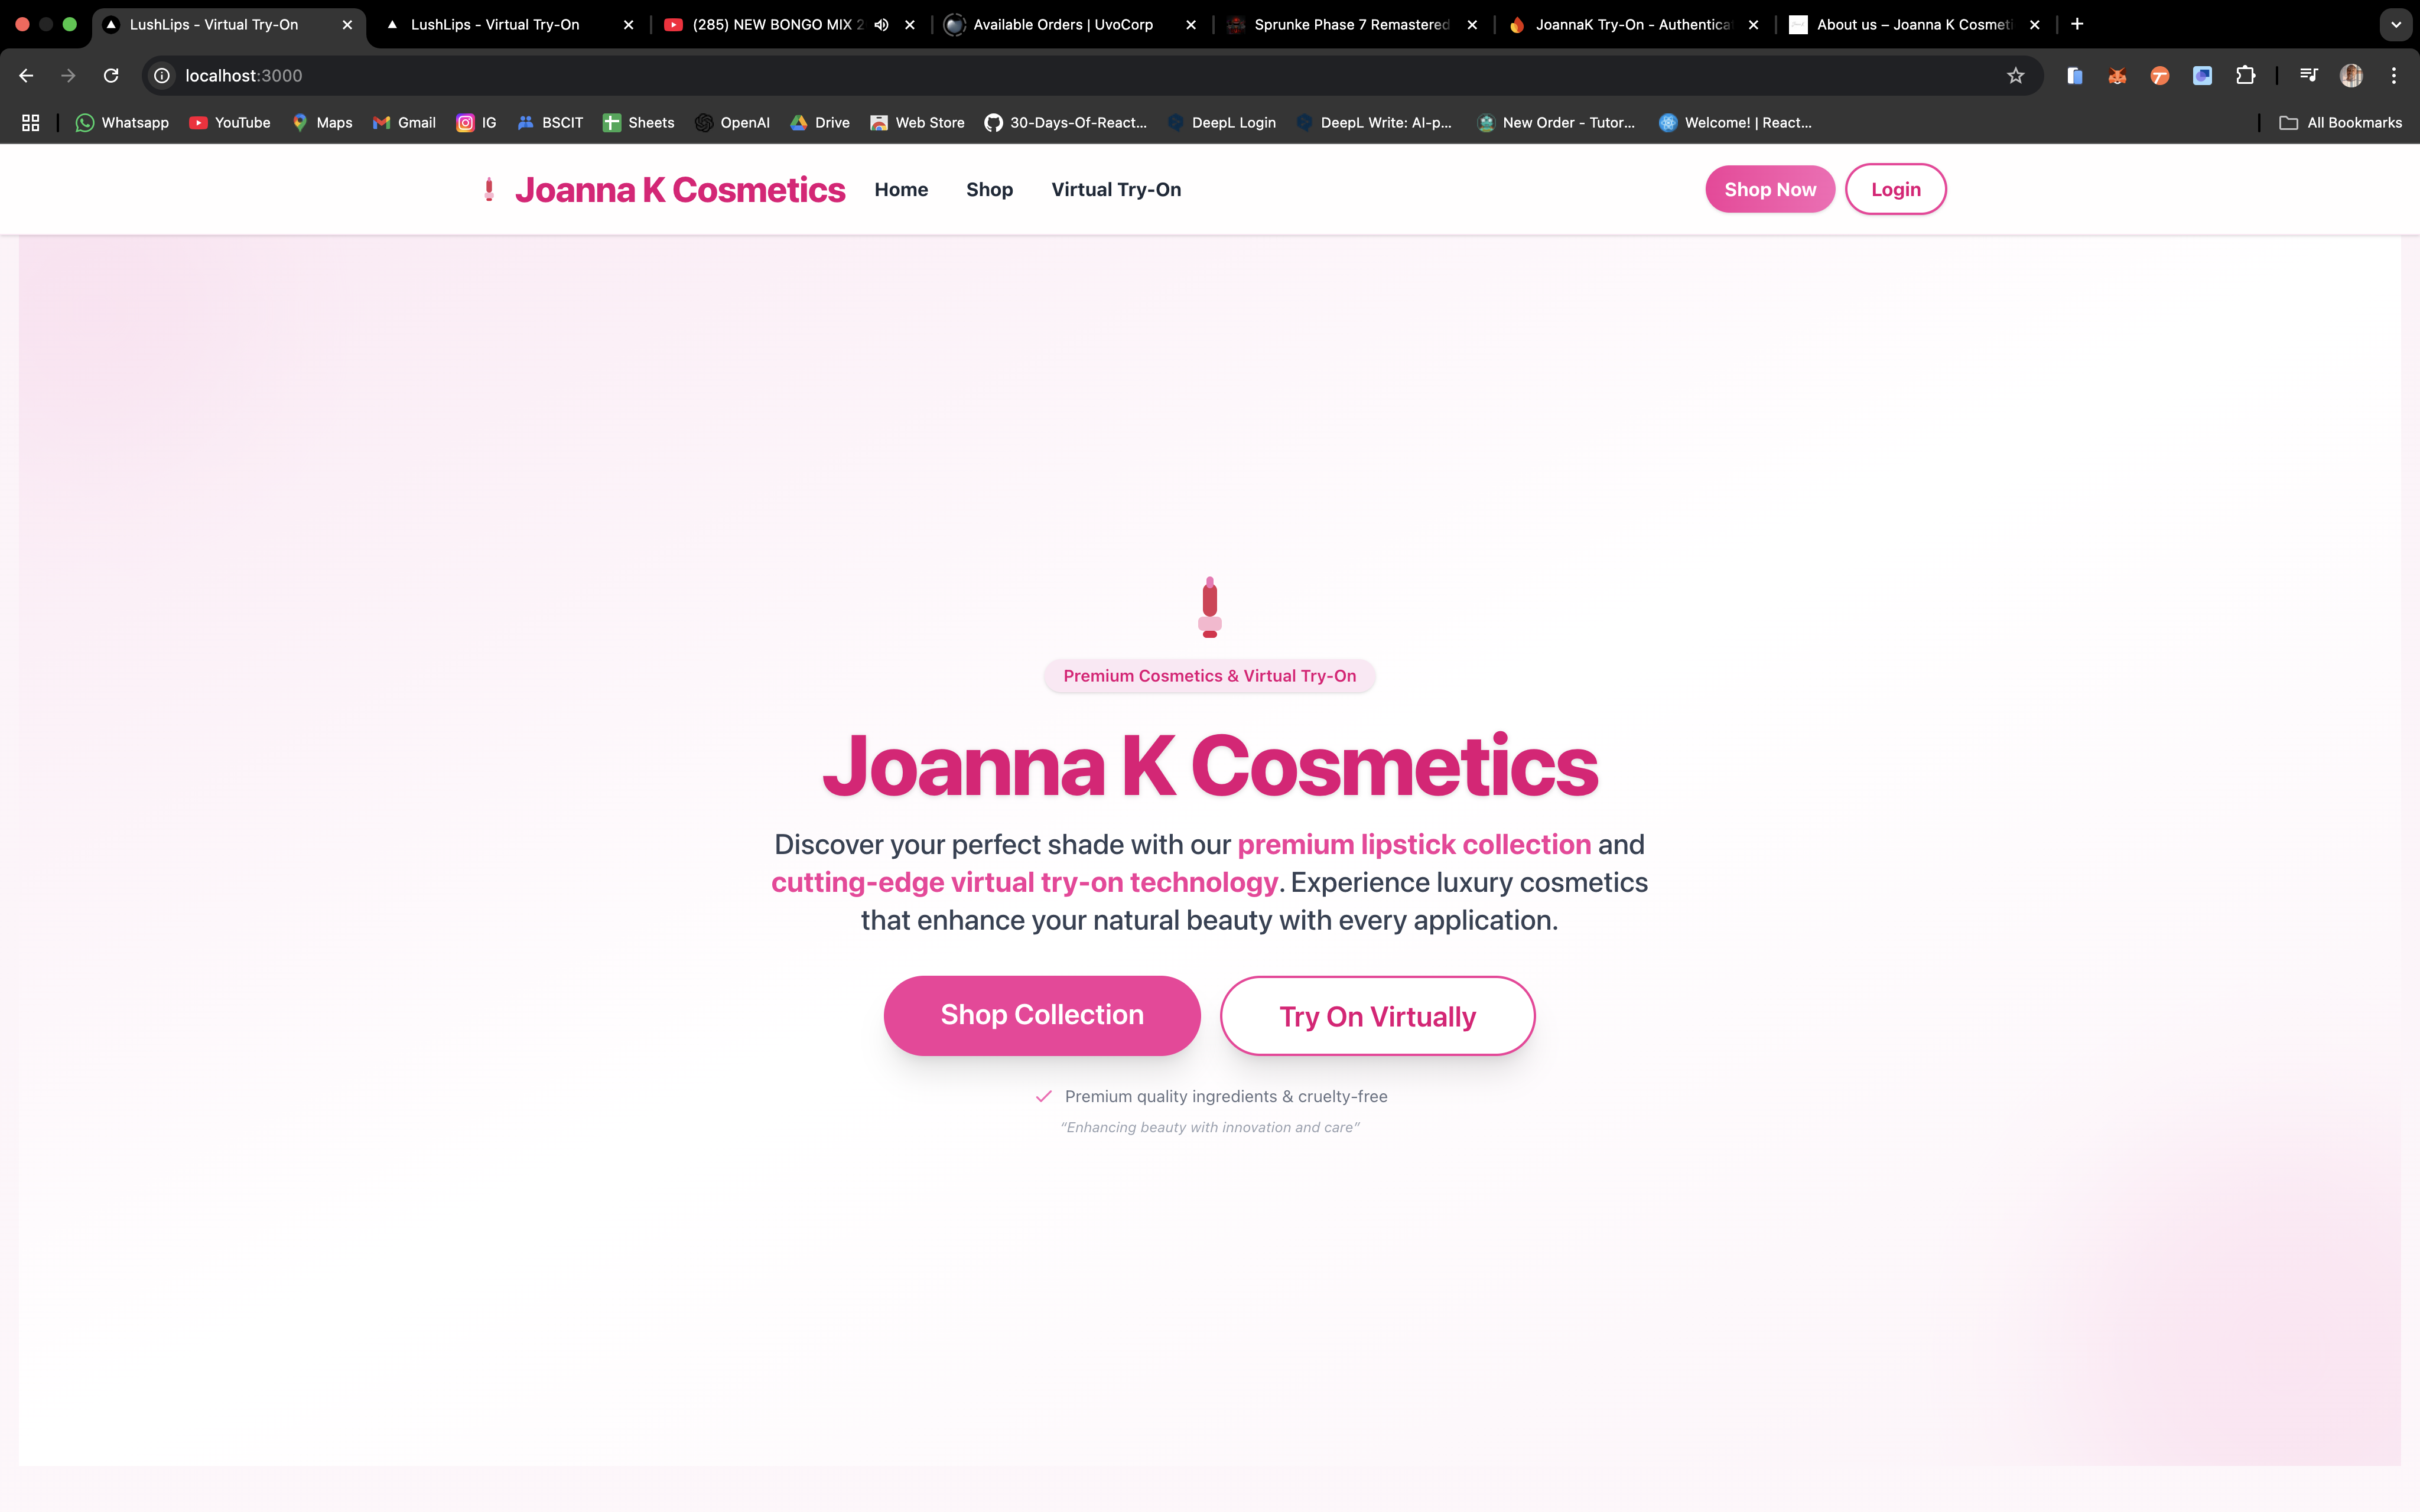 LushLips - Virtual Try-On
LushLips - Virtual Try-On
(285) NEW BONGO MIX 2
Available Orders | UvoCorp
Sprunke Phase 7 Remastered
JoannaK Try-On - Authentica
About us – Joanna K Cosmeti
localhost:3000
Whatsapp
YouTube
Maps
Gmail
IG
BSCIT
Sheets
OpenAI
Drive
Web Store
30-Days-Of-React...
DeepL Login
DeepL Write: AI-p...
New Order - Tutor...
Welcome! | React...
All Bookmarks
Joanna K Cosmetics
Home
Shop
Virtual Try-On
Shop Now
Login
Premium Cosmetics & Virtual Try-On
Joanna K Cosmetics
Discover your perfect shade with our premium lipstick collection and
cutting-edge virtual try-on technology. Experience luxury cosmetics
that enhance your natural beauty with every application.
Shop Collection
Try On Virtually
Premium quality ingredients & cruelty-free
“Enhancing beauty with innovation and care”